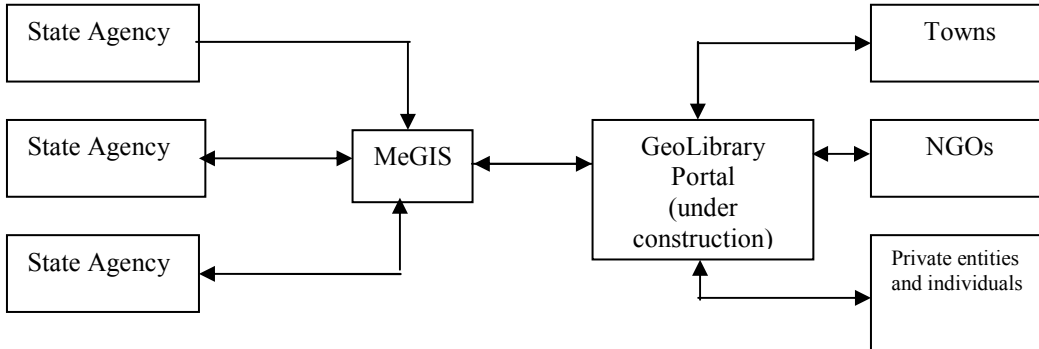 State Agency
State Agency
State Agency
MeGIS
GeoLibrary
Portal
(under
construction)
Towns
NGOs
Private entities
and individuals